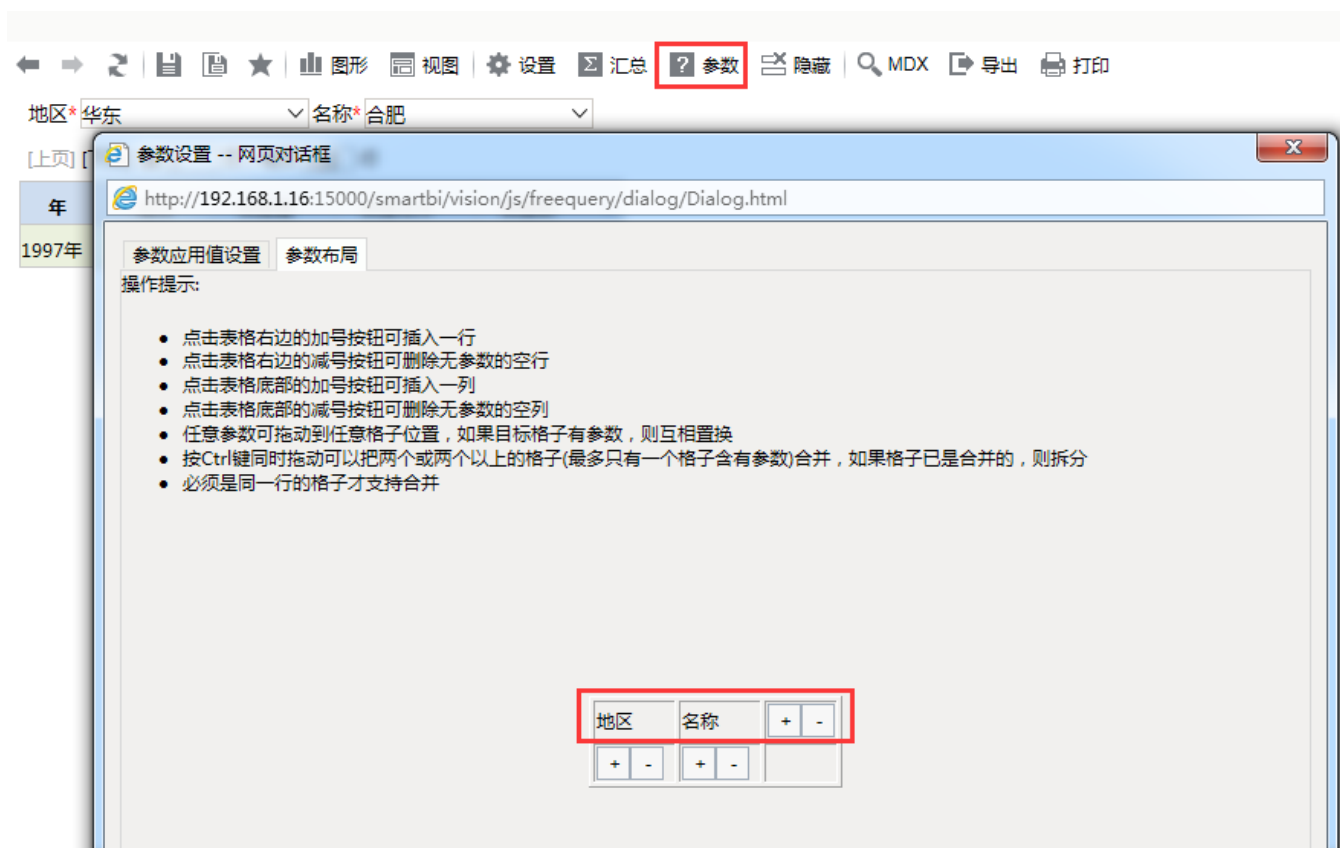 图形 视图 设置 Σ 汇总 ? 参数 隐藏 MDX 导出 打印
地区* 华东 名称* 合肥
[上页] [
参数设置 -- 网页对话框 X
http://192.168.1.16:15000/smartbi/vision/js/freequery/dialog/Dialog.html
年
1997年
参数应用值设置 参数布局
操作提示:
● 点击表格右边的加号按钮可插入一行
● 点击表格右边的减号按钮可删除无参数的空行
● 点击表格底部的加号按钮可插入一列
● 点击表格底部的减号按钮可删除无参数的空列
● 任意参数可拖动到任意格子位置，如果目标格子有参数，则互相置换
● 按Ctrl键同时拖动可以把两个或两个以上的格子(最多只有一个格子含有参数)合并，如果格子已是合并的，则拆分
● 必须是同一行的格子才支持合并
地区 名称 + -
+ - + -